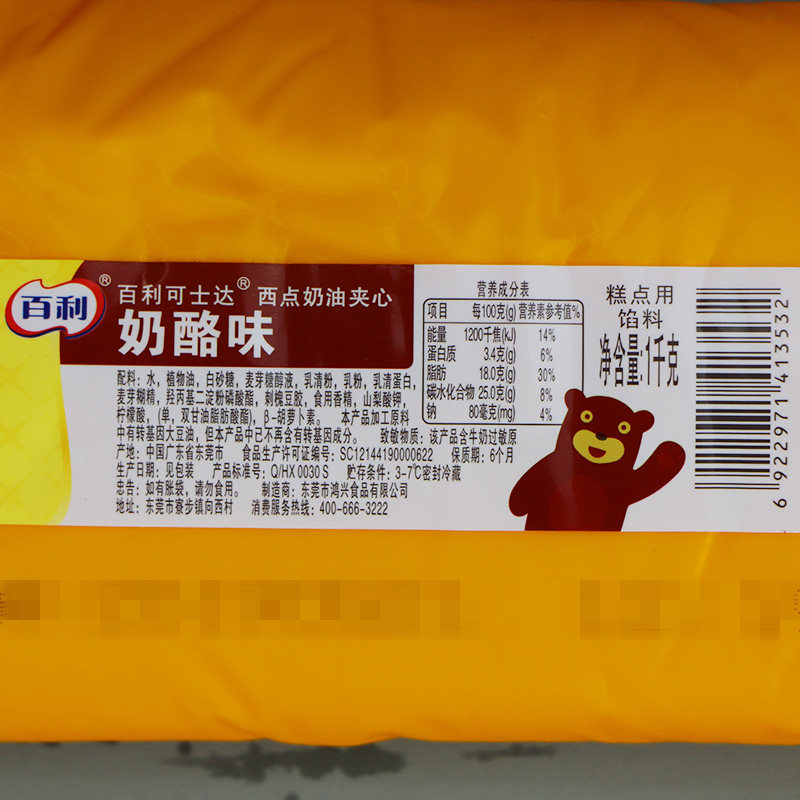 百利®
百利可士达® 西点奶油夹心
奶酪味
配料：水，植物油，白砂糖，麦芽糖醇液，乳清粉，乳粉，乳清蛋白，
麦芽糊精，羟丙基二淀粉磷酸酯，刺槐豆胶，食用香精，山梨酸钾，
柠檬酸，(单，双甘油脂肪酸酯)，β-胡萝卜素。 本产品加工原料
中有转基因大豆油，但本产品中已不再含有转基因成分。 致敏物质：该产品含牛奶过敏原
产地：中国广东省东莞市 食品生产许可证编号：SC12144190000622 保质期：6个月
生产日期：见包装 产品标准号：Q/HX 0030 S 贮存条件：3-7℃密封冷藏
忠告：如有胀袋，请勿食用。 制造商：东莞市鸿兴食品有限公司
地址：东莞市寮步镇向西村 消费服务热线：400-666-3222
营养成分表
项目 每100克(g) 营养素参考值%
能量 1200千焦(kJ) 14%
蛋白质 3.4克(g) 6%
脂肪 18.0克(g) 30%
碳水化合物 25.0克(g) 8%
钠 80毫克(mg) 4%
糕点用
馅料
净含量:1千克
6 922971 413532